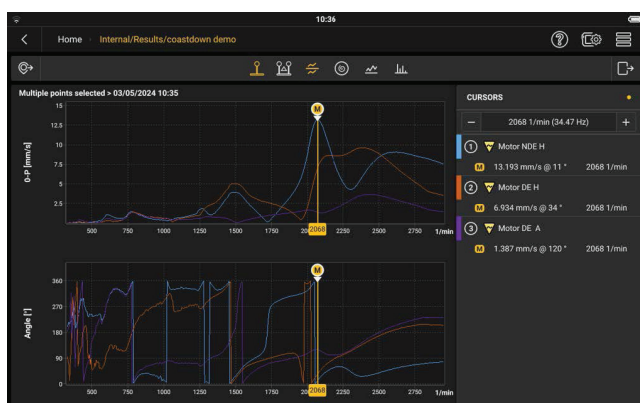 10:36
Home Internal/Results/coastdown demo
Multiple points selected > 03/05/2024 10:35
0-P [mm/s]
15
12.5
10
7.5
5
2.5
M
500 750 1000 1250 1500 1750 2068 2250 2500 2750 1/min
Angle [°]
360
270
180
90
0
M
500 750 1000 1250 1500 1750 2068 2250 2500 2750 1/min
CURSORS
− 2068 1/min (34.47 Hz) +
1 Motor NDE H
M 13.193 mm/s @ 11 ° 2068 1/min
2 Motor DE H
M 6.934 mm/s @ 34 ° 2068 1/min
3 Motor DE A
M 1.387 mm/s @ 120 ° 2068 1/min